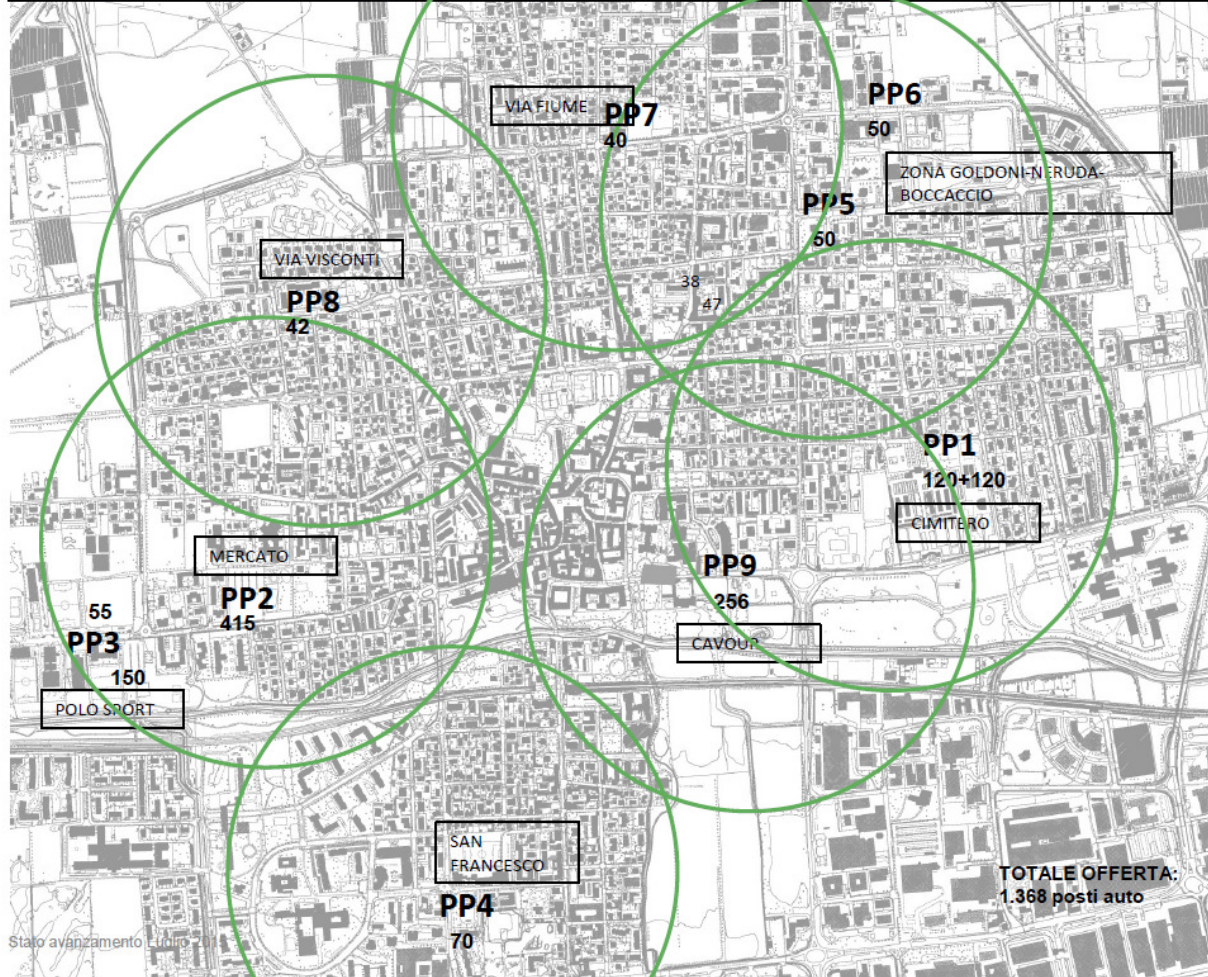 VIA FIUME
PP7
40
PP6
50
ZONA GOLDONI-NERUDA-
BOCCACCIO
PP5
50
VIA VISCONTI
38
47
PP8
42
PP1
120+120
CIMITERO
MERCATO
PP9
256
PP2
415
55
PP3
150
CAVOUR
POLO SPORT
SAN
FRANCESCO
TOTALE OFFERTA:
1.368 posti auto
PP4
70
Stato avanzamento Luglio 2015